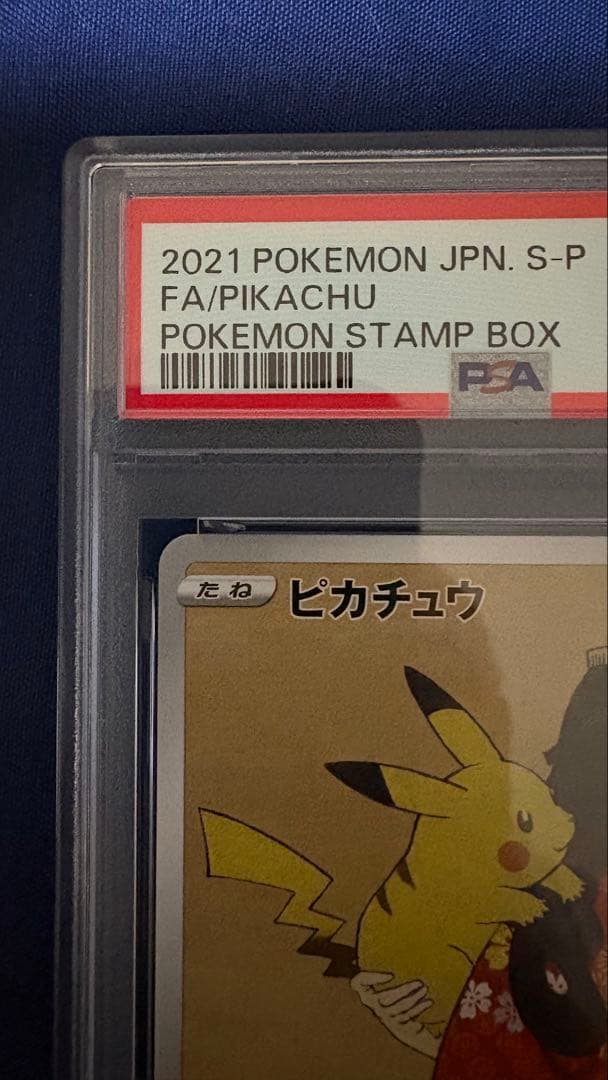 2021 POKEMON JPN. S-P
FA/PIKACHU
POKEMON STAMP BOX
PSA
たね ピカチュウ